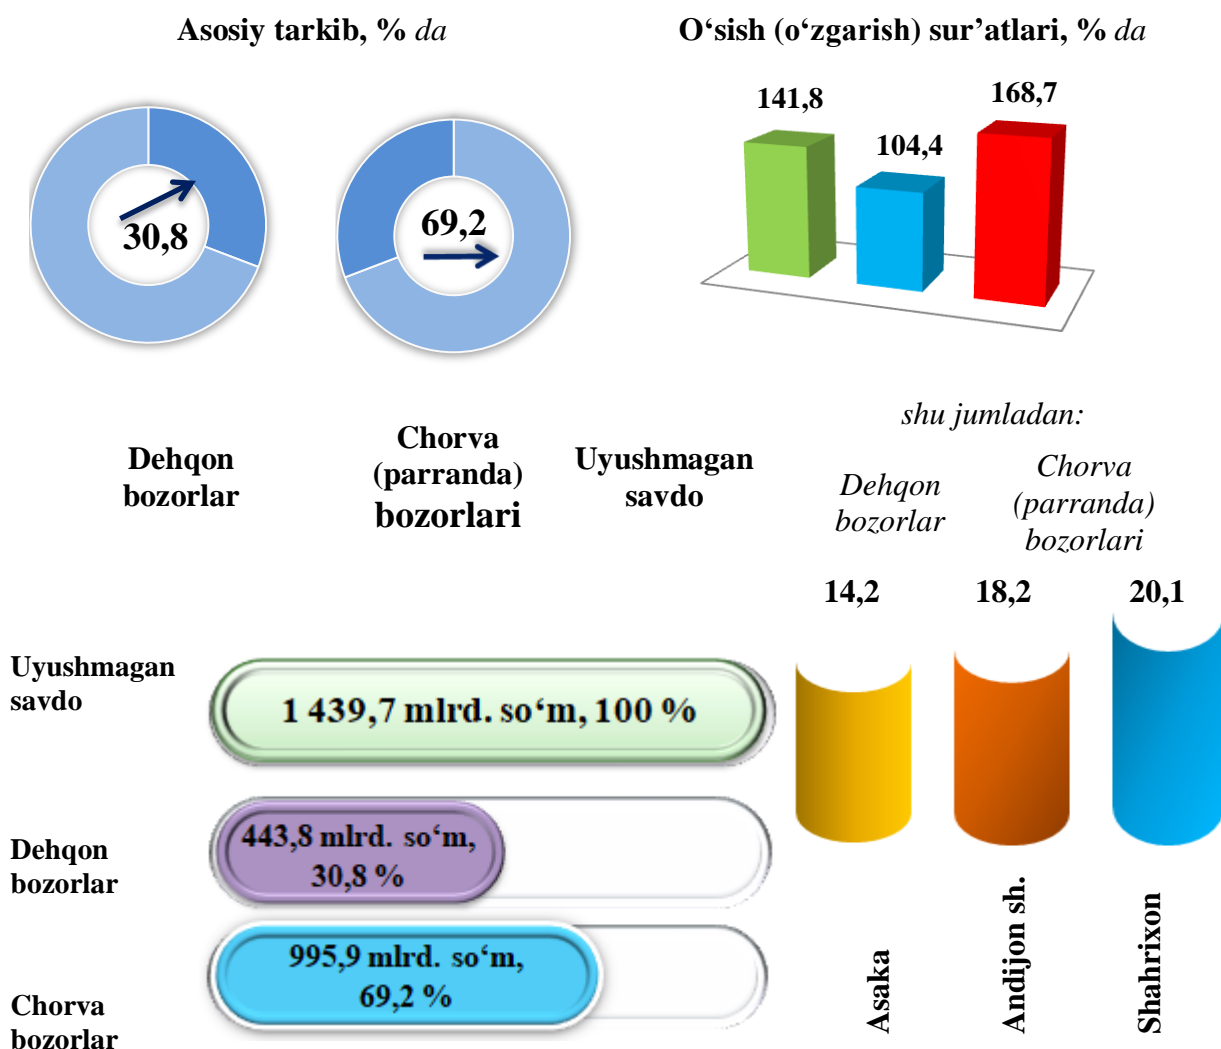 Asosiy tarkib, % da
O‘sish (o‘zgarish) sur’atlari, % da
30,8
69,2
141,8
104,4
168,7
Dehqon
bozorlar
Chorva
(parranda)
bozorlari
Uyushmagan
savdo
shu jumladan:
Dehqon
bozorlar
Chorva
(parranda)
bozorlari
Uyushmagan
savdo
1 439,7 mlrd. so‘m, 100 %
Dehqon
bozorlar
443,8 mlrd. so‘m,
30,8 %
Chorva
bozorlar
995,9 mlrd. so‘m,
69,2 %
14,2
18,2
20,1
Asaka
Andijon sh.
Shahrixon